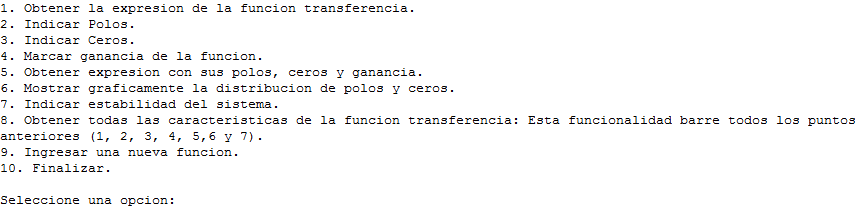 1. Obtener la expresion de la funcion transferencia.
2. Indicar Polos.
3. Indicar Ceros.
4. Marcar ganancia de la funcion.
5. Obtener expresion con sus polos, ceros y ganancia.
6. Mostrar graficamente la distribucion de polos y ceros.
7. Indicar estabilidad del sistema.
8. Obtener todas las caracteristicas de la funcion transferencia: Esta funcionalidad barre todos los puntos
anteriores (1, 2, 3, 4, 5,6 y 7).
9. Ingresar una nueva funcion.
10. Finalizar.
Seleccione una opcion: